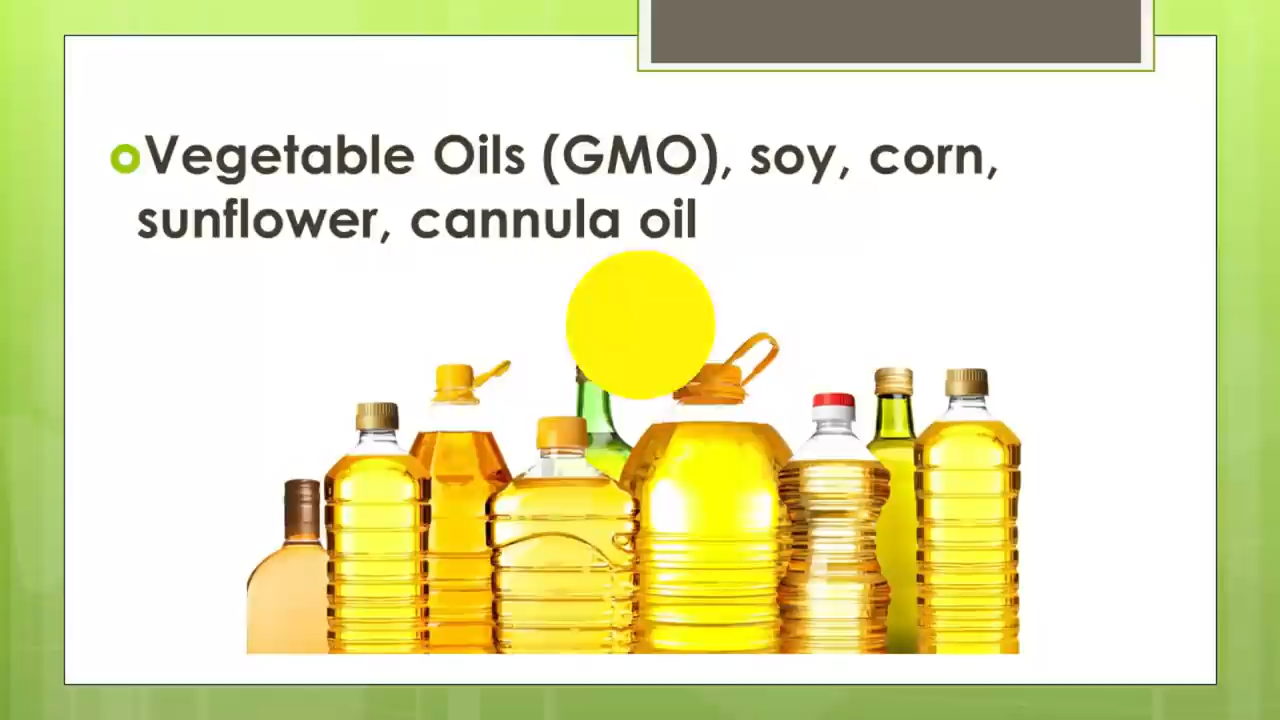 Vegetable Oils (GMO), soy, corn,
sunflower, cannula oil